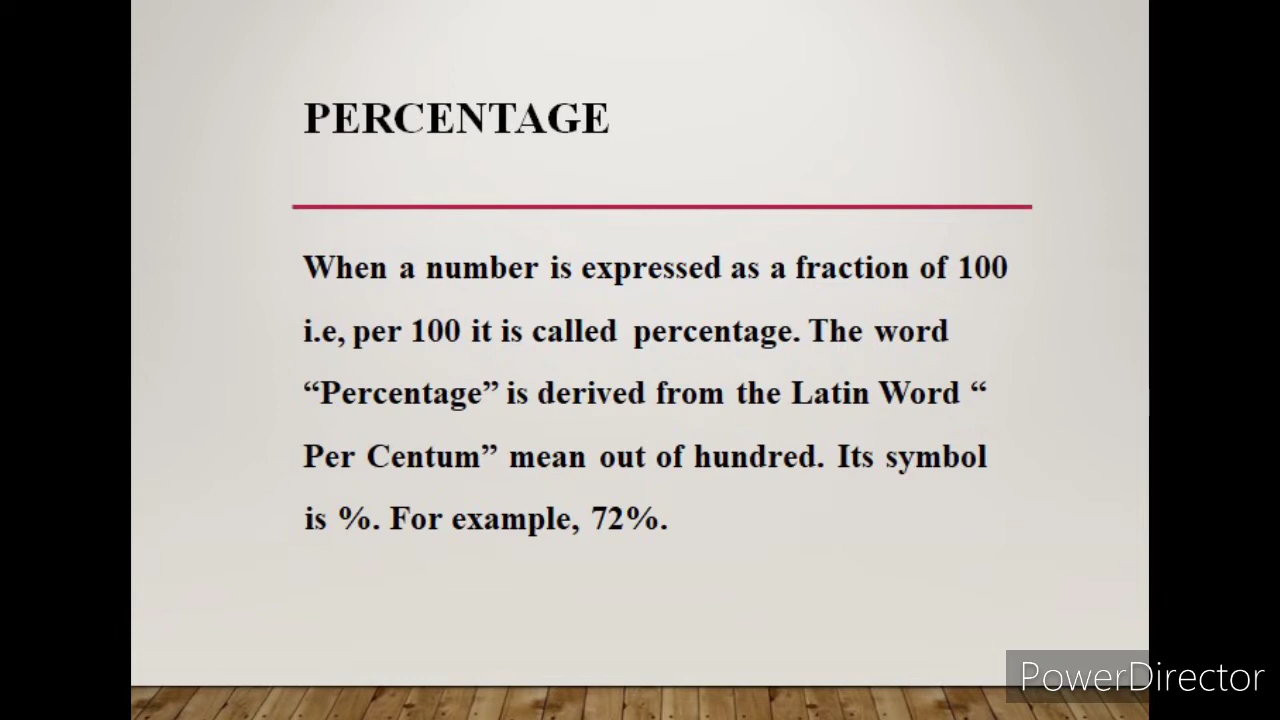 PERCENTAGE
When a number is expressed as a fraction of 100
i.e, per 100 it is called percentage. The word
“Percentage” is derived from the Latin Word “
Per Centum” mean out of hundred. Its symbol
is %. For example, 72%.
PowerDirector